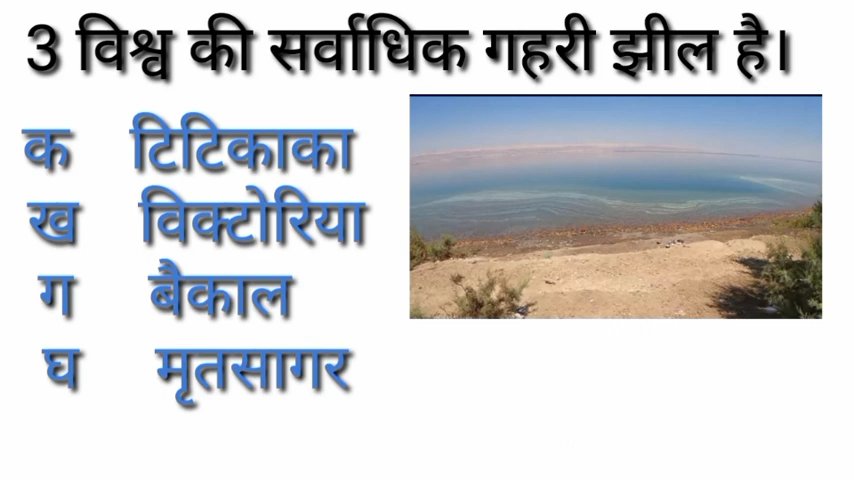 3 विश्व की सर्वाधिक गहरी झील है।
क टिटिकाका
ख विक्टोरिया
ग बैकाल
घ मृतसागर